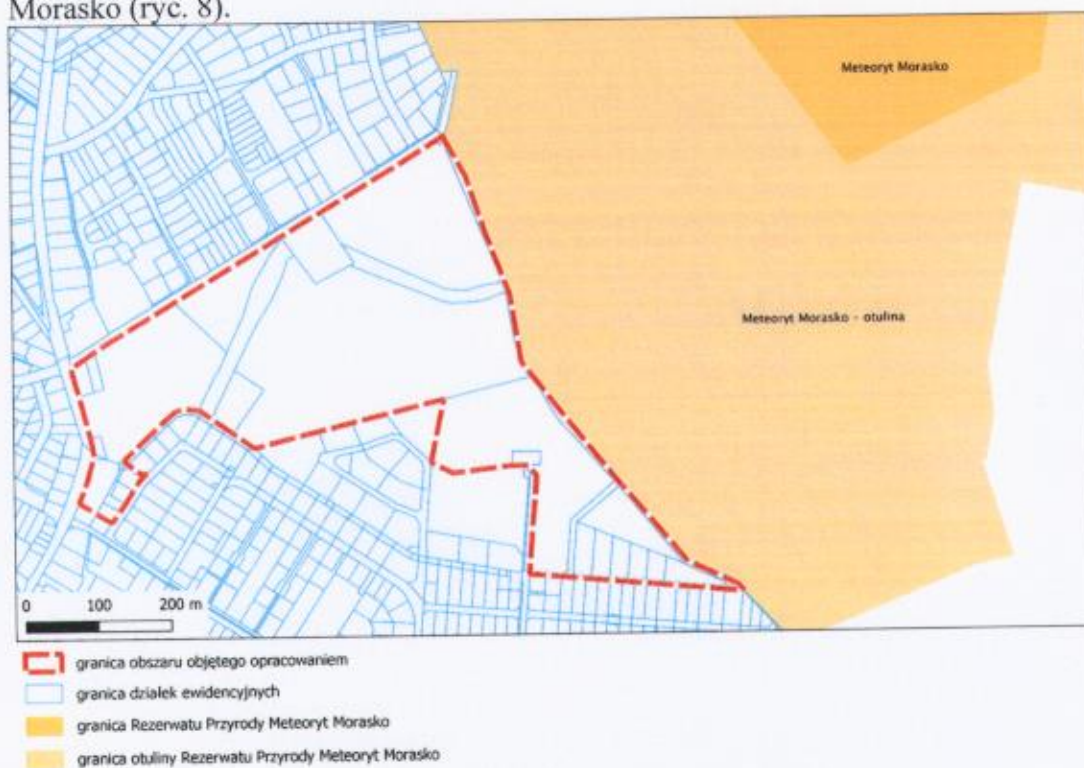 Morasko (ryc. 8).
Meteoryt Morasko
Meteoryt Morasko - otulina
0 100 200 m
granica obszaru objętego opracowaniem
granica działek ewidencyjnych
granica Rezerwatu Przyrody Meteoryt Morasko
granica otuliny Rezerwatu Przyrody Meteoryt Morasko